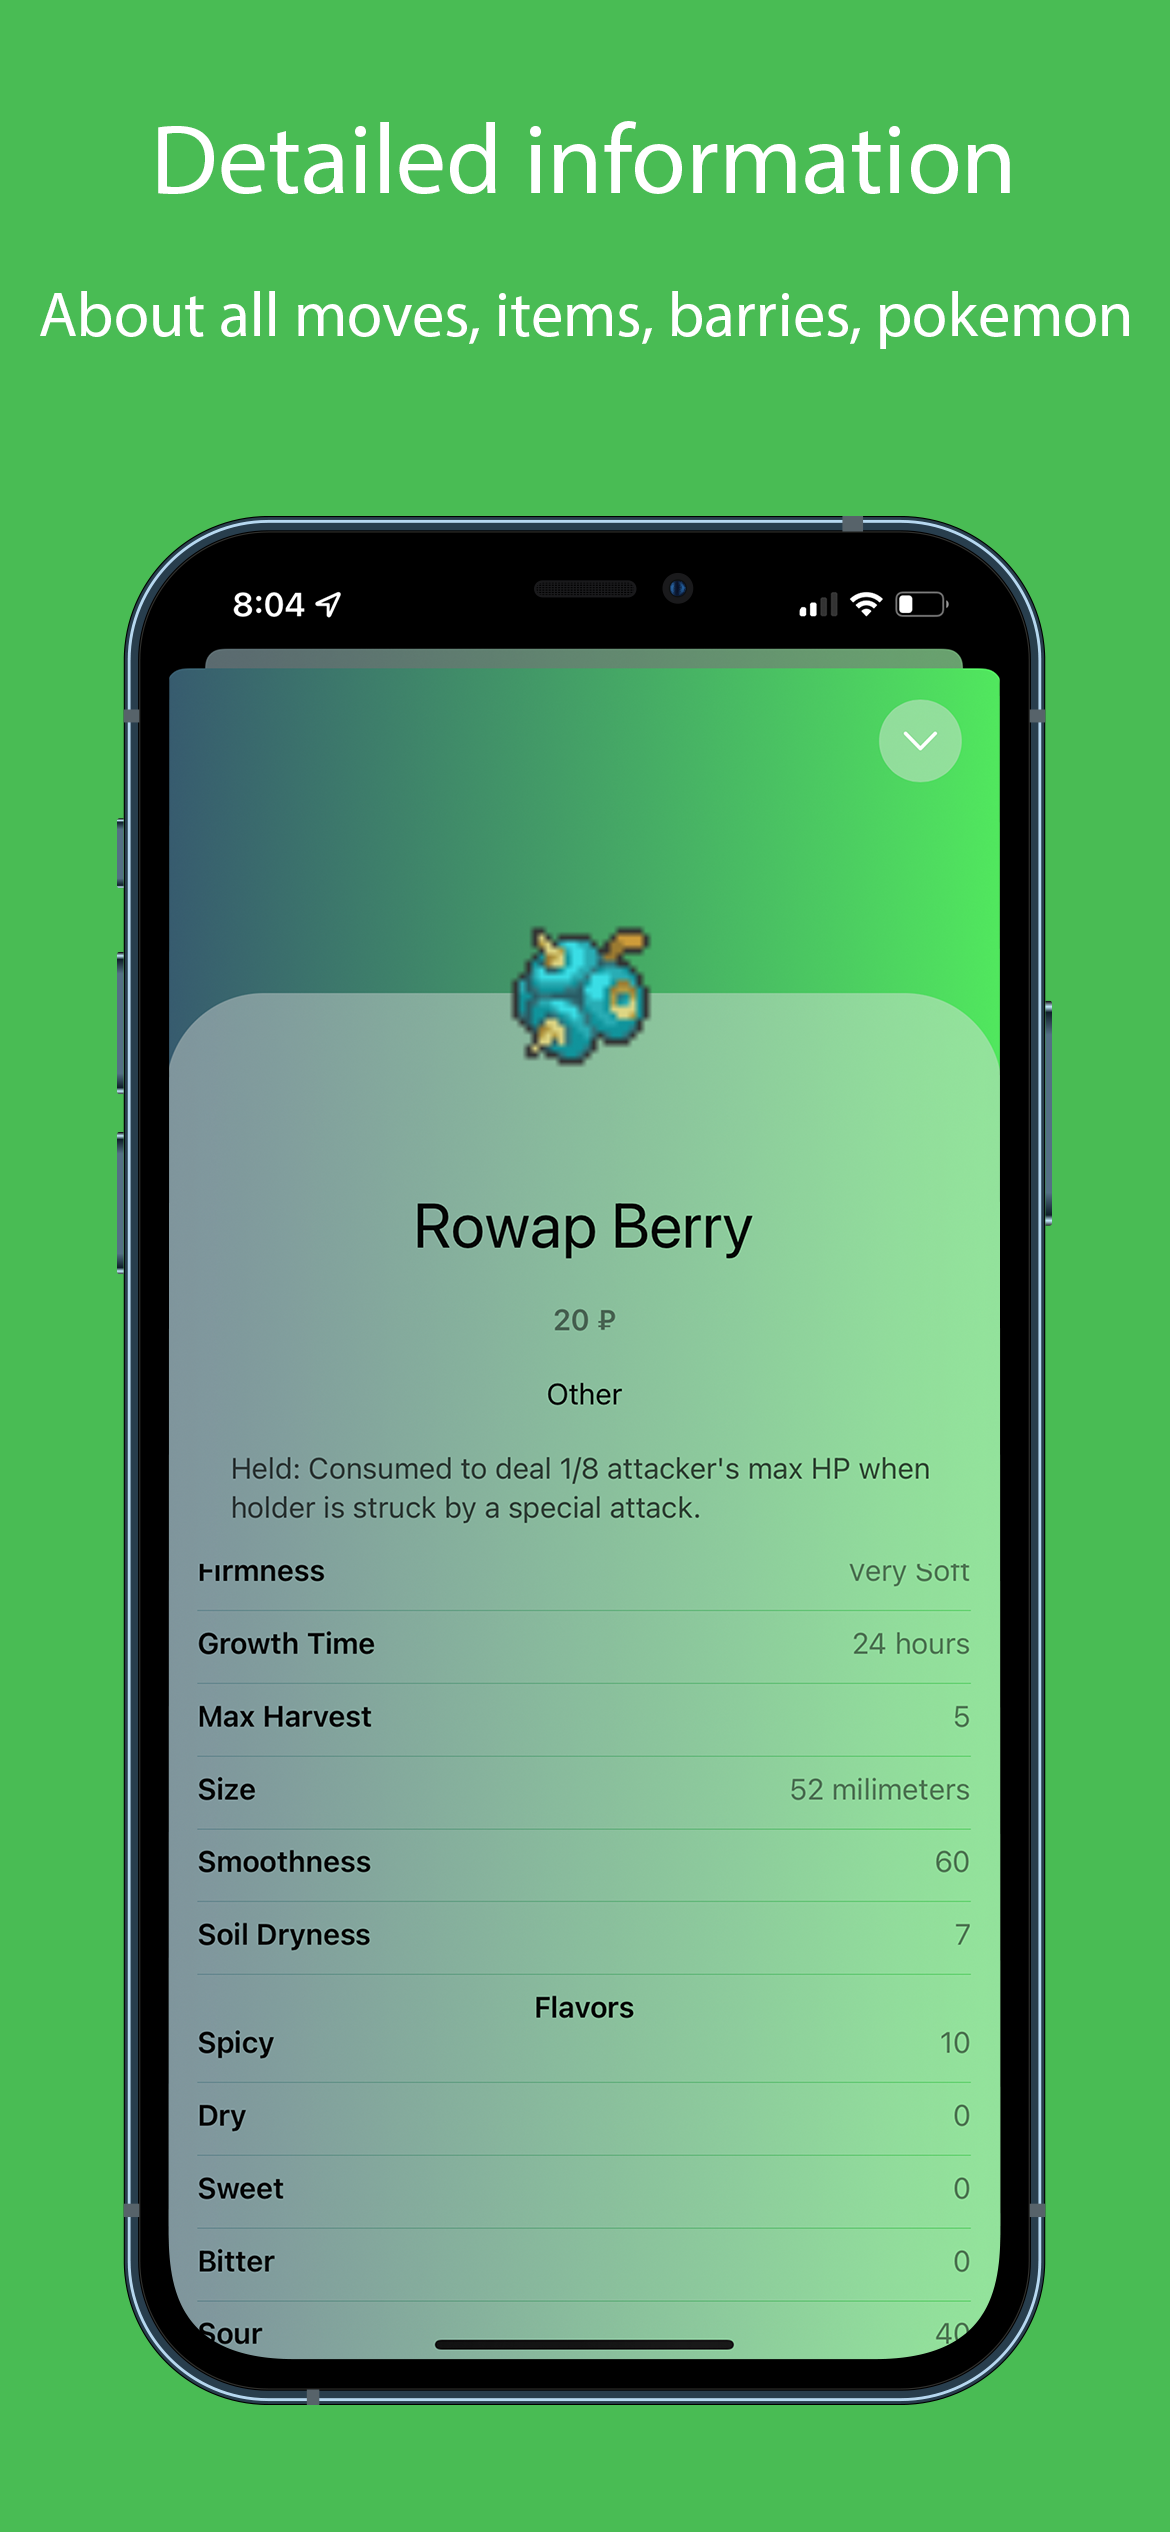 Detailed information
About all moves, items, barries, pokemon
8:04
Rowap Berry
20 ₽
Other
Held: Consumed to deal 1/8 attacker's max HP when
holder is struck by a special attack.
Firmness Very Soft
Growth Time 24 hours
Max Harvest 5
Size 52 milimeters
Smoothness 60
Soil Dryness 7
Flavors
Spicy 10
Dry 0
Sweet 0
Bitter 0
Sour 40